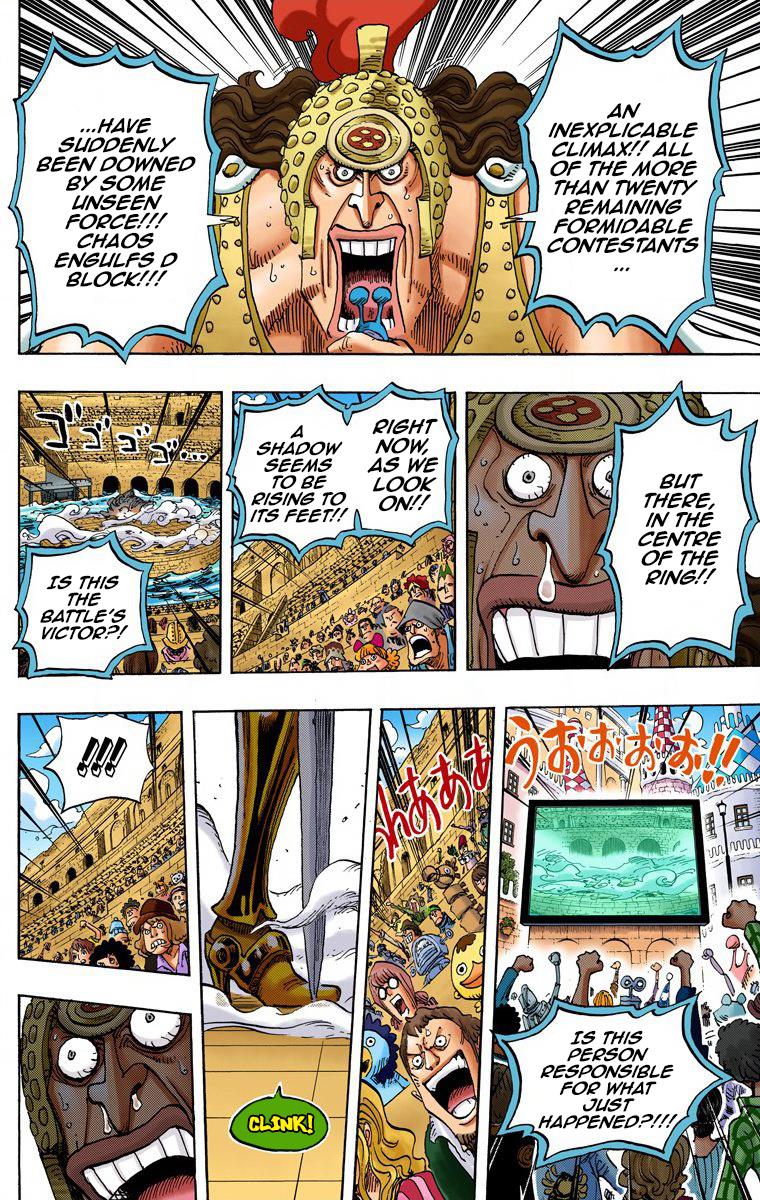 AN
INEXPLICABLE
CLIMAX!! ALL
OF THE MORE
THAN TWENTY
REMAINING
FORMIDABLE
CONTESTANTS
...
...HAVE
SUDDENLY
BEEN DOWNED
BY SOME
UNSEEN
FORCE!!!
CHAOS
ENGULFS D
BLOCK!!!
BUT
THERE,
IN THE
CENTRE
OF THE
RING!!
RIGHT
NOW,
AS WE
LOOK
ON!!
A
SHADOW
SEEMS
TO BE
RISING TO
ITS FEET!!
ゴゴゴゴ...
IS THIS
THE
BATTLE'S
VICTOR?!
うおおおおお!!
IS THIS
PERSON
RESPONSIBLE
FOR WHAT
JUST
HAPPENED?!!!
わあああ
CLINK!
!!!